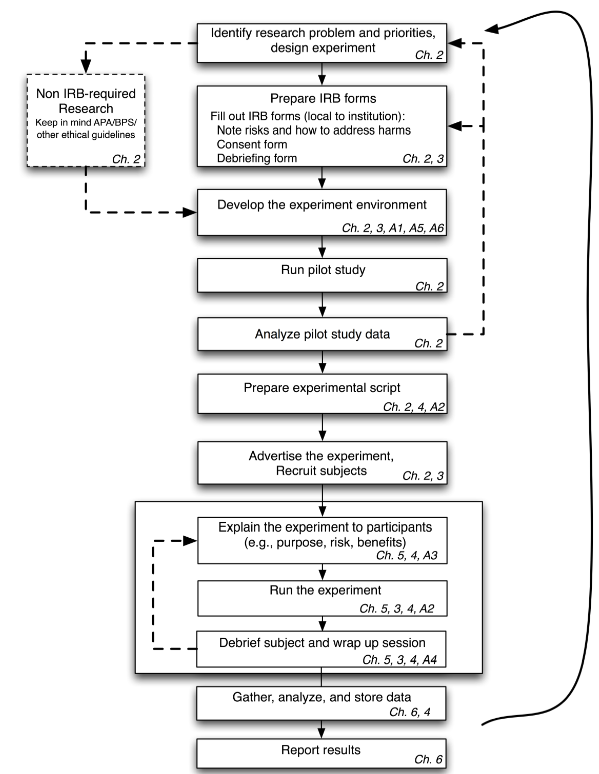 Identify research problem and priorities,
design experiment
Ch. 2
Non IRB-required
Research
Keep in mind APA/BPS/
other ethical guidelines
Ch. 2
Prepare IRB forms
Fill out IRB forms (local to institution):
Note risks and how to address harms
Consent form
Debriefing form
Ch. 2, 3
Develop the experiment environment
Ch. 2, 3, A1, A5, A6
Run pilot study
Ch. 2
Analyze pilot study data
Ch. 2
Prepare experimental script
Ch. 2, 4, A2
Advertise the experiment,
Recruit subjects
Ch. 2, 3
Explain the experiment to participants
(e.g., purpose, risk, benefits)
Ch. 5, 4, A3
Run the experiment
Ch. 5, 3, 4, A2
Debrief subject and wrap up session
Ch. 5, 3, 4, A4
Gather, analyze, and store data
Ch. 6, 4
Report results
Ch. 6